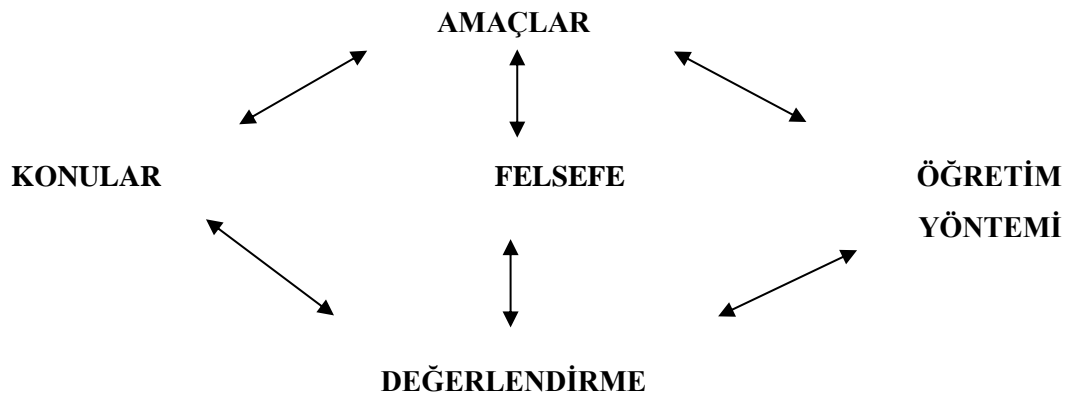 AMAÇLAR
KONULAR
FELSEFE
ÖĞRETİM
YÖNTEMİ
DEĞERLENDİRME